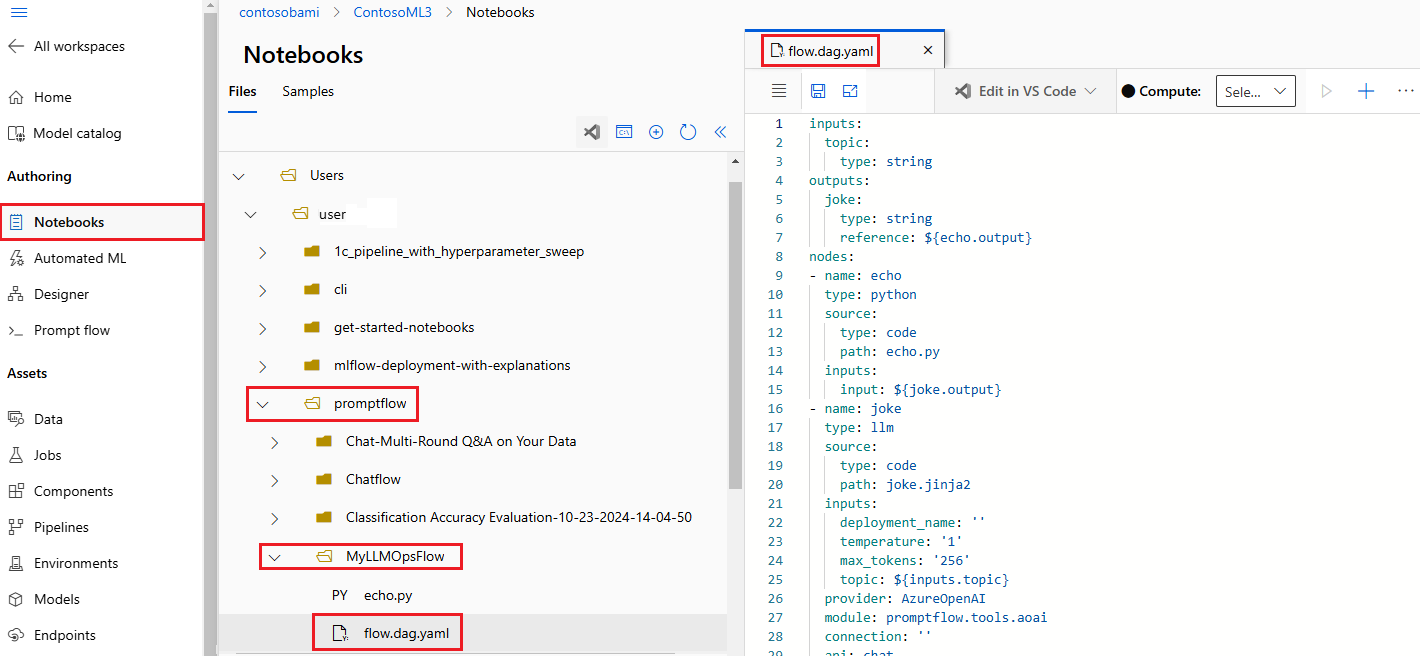 contosobami > ContosoML3 > Notebooks
All workspaces
Home
Model catalog
Authoring
Notebooks
Automated ML
Designer
Prompt flow
Assets
Data
Jobs
Components
Pipelines
Environments
Models
Endpoints
Notebooks
Files Samples
Users
user
1c_pipeline_with_hyperparameter_sweep
cli
get-started-notebooks
mlflow-deployment-with-explanations
promptflow
Chat-Multi-Round Q&A on Your Data
Chatflow
Classification Accuracy Evaluation-10-23-2024-14-04-50
MyLLMOpsFlow
PY echo.py
flow.dag.yaml
flow.dag.yaml
Edit in VS Code Compute: Sele... ...
1 inputs:
2 topic:
3 type: string
4 outputs:
5 joke:
6 type: string
7 reference: ${echo.output}
8 nodes:
9 - name: echo
10 type: python
11 source:
12 type: code
13 path: echo.py
14 inputs:
15 input: ${joke.output}
16 - name: joke
17 type: llm
18 source:
19 type: code
20 path: joke.jinja2
21 inputs:
22 deployment_name: ''
23 temperature: '1'
24 max_tokens: '256'
25 topic: ${inputs.topic}
26 provider: AzureOpenAI
27 module: promptflow.tools.aoai
28 connection: ''
29 api: chat